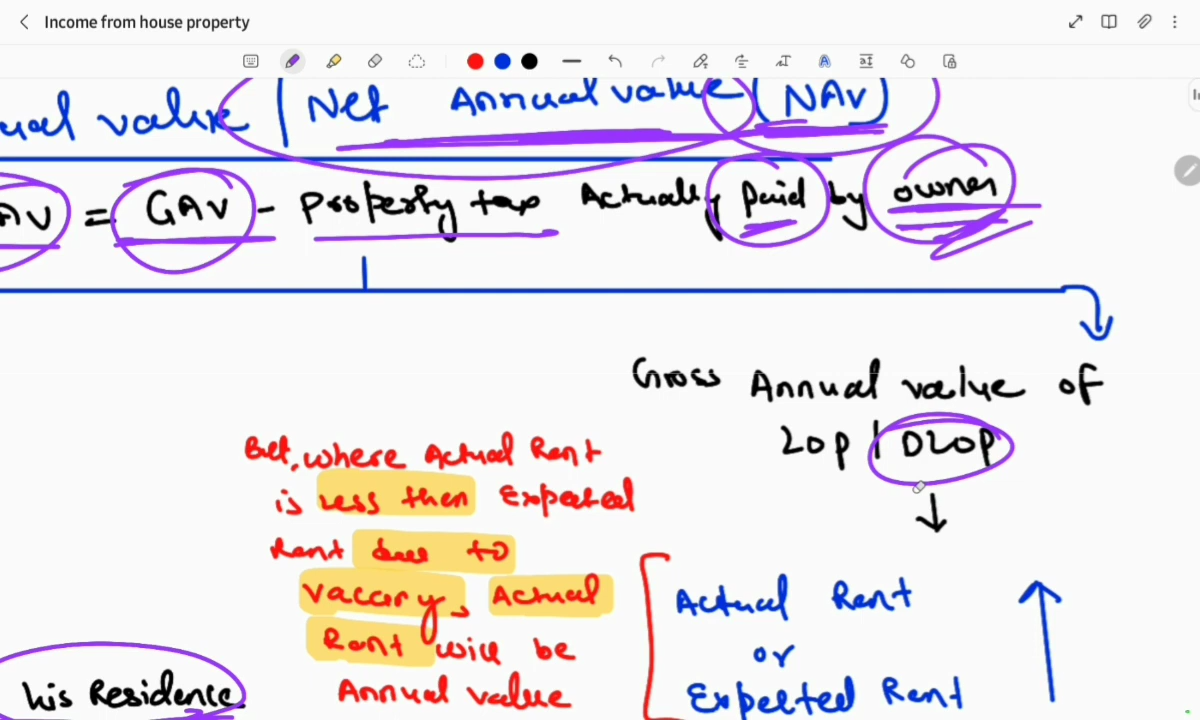 Income from house property
ual value | Net Annual value (NAV)
AV = GAV - Property tax Actually paid by owner
Gross Annual value of
LOP | DLOP
But, where Actual Rent
is less then Expected
Rent due to
vaccary, Actual
Rent will be
Annual value
Actual Rent
or
Expected Rent
his Residence